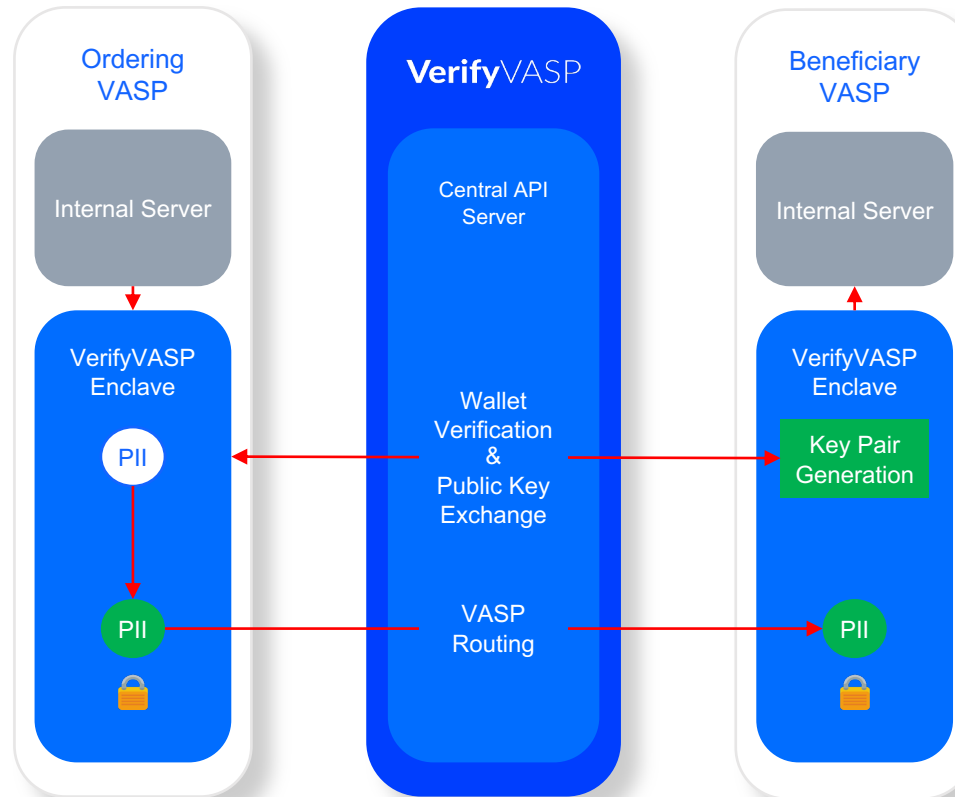 Ordering
VASP
Internal Server
VerifyVASP
Enclave
PII
PII
VerifyVASP
Central API
Server
Wallet
Verification
&
Public Key
Exchange
VASP
Routing
Beneficiary
VASP
Internal Server
VerifyVASP
Enclave
Key Pair
Generation
PII